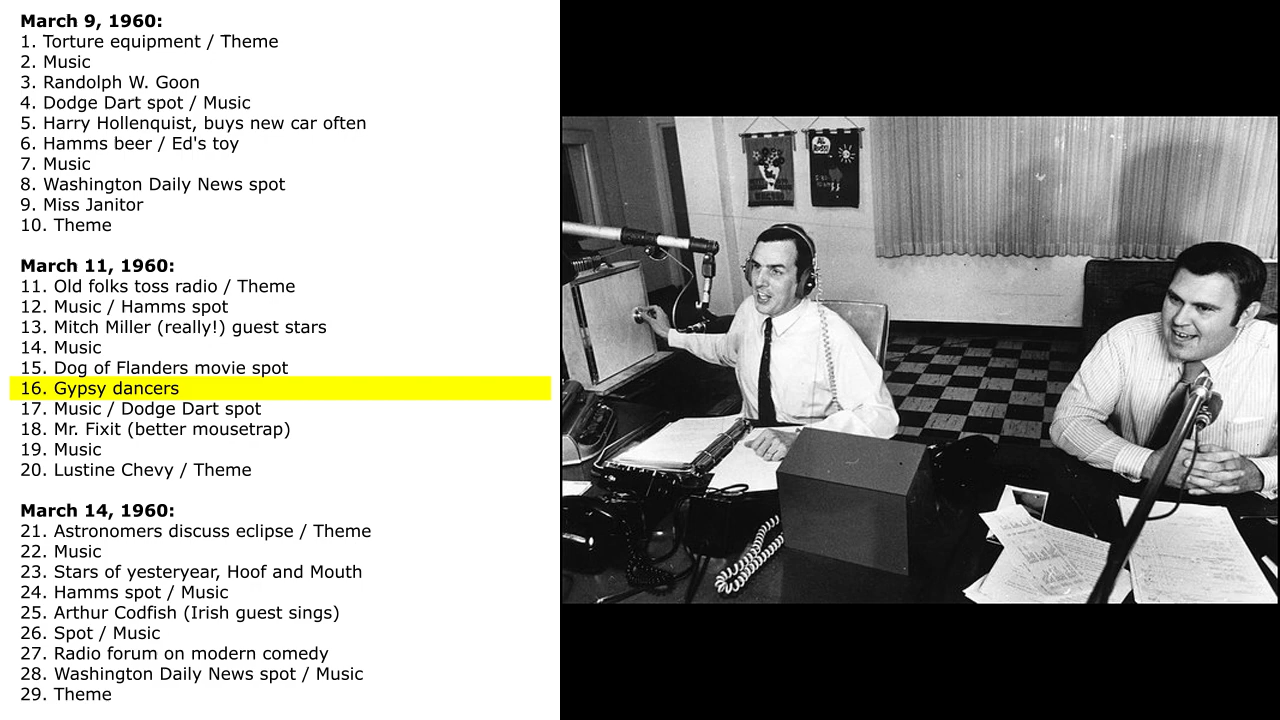 March 9, 1960:
1. Torture equipment / Theme
2. Music
3. Randolph W. Goon
4. Dodge Dart spot / Music
5. Harry Hollenquist, buys new car often
6. Hamms beer / Ed's toy
7. Music
8. Washington Daily News spot
9. Miss Janitor
10. Theme
March 11, 1960:
11. Old folks toss radio / Theme
12. Music / Hamms spot
13. Mitch Miller (really!) guest stars
14. Music
15. Dog of Flanders movie spot
16. Gypsy dancers
17. Music / Dodge Dart spot
18. Mr. Fixit (better mousetrap)
19. Music
20. Lustine Chevy / Theme
March 14, 1960:
21. Astronomers discuss eclipse / Theme
22. Music
23. Stars of yesteryear, Hoof and Mouth
24. Hamms spot / Music
25. Arthur Codfish (Irish guest sings)
26. Spot / Music
27. Radio forum on modern comedy
28. Washington Daily News spot / Music
29. Theme